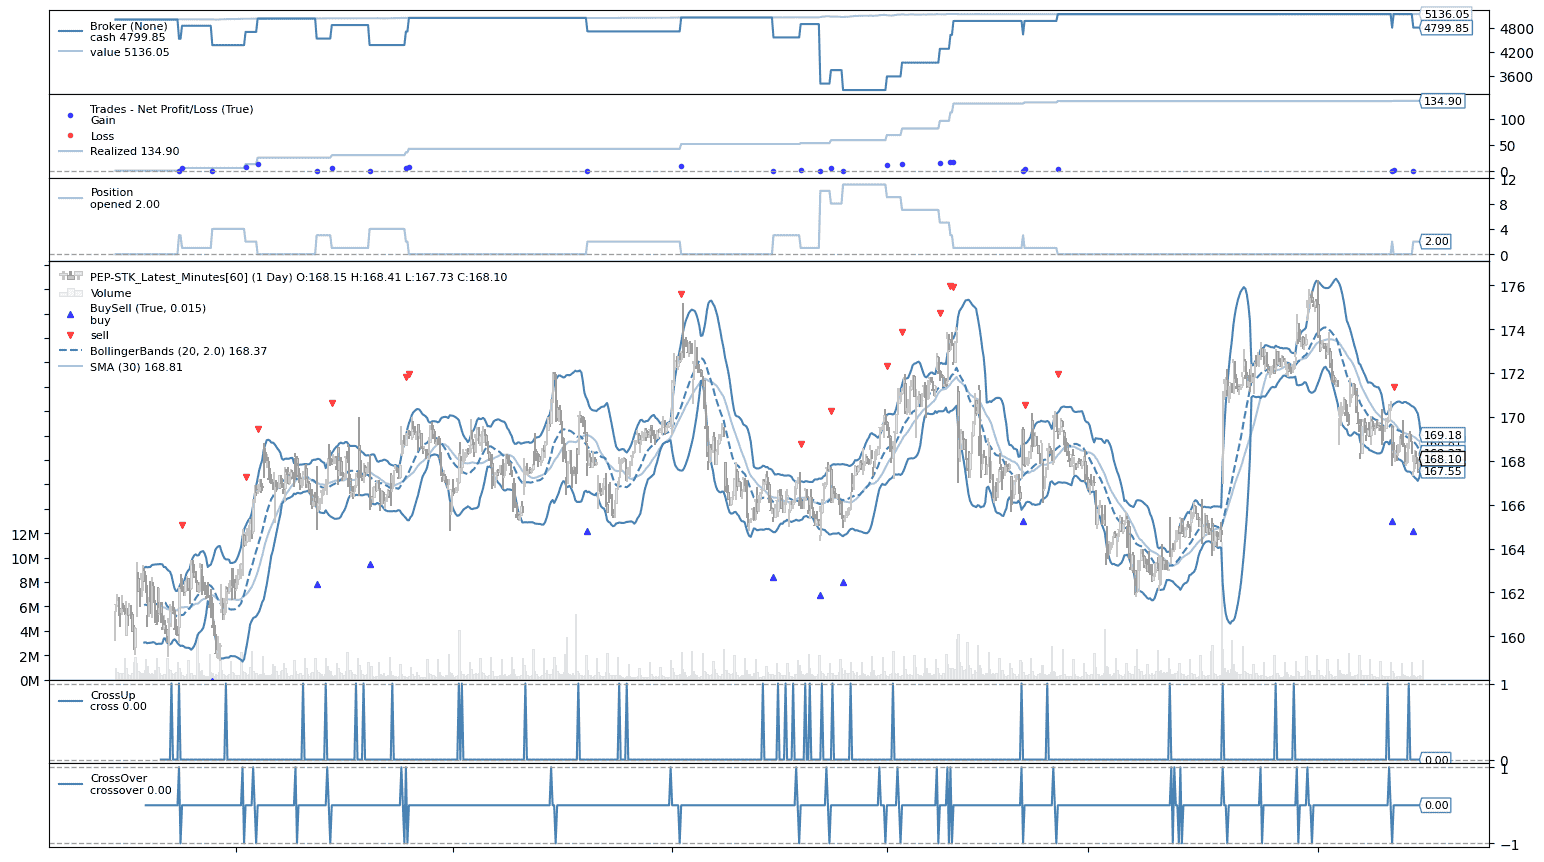 Broker (None)
cash 4799.85
value 5136.05
5136.05
4799.85
4800
4200
3600
Trades - Net Profit/Loss (True)
Gain
Loss
Realized 134.90
134.90
100
50
0
Position
opened 2.00
12
8
4
2.00
0
PEP-STK_Latest_Minutes[60] (1 Day) O:168.15 H:168.41 L:167.73 C:168.10
Volume
BuySell (True, 0.015)
buy
sell
BollingerBands (20, 2.0) 168.37
SMA (30) 168.81
176
174
172
170
169.18
168.10
167.55
168
166
164
162
160
12M
10M
8M
6M
4M
2M
0M
CrossUp
cross 0.00
1
0.00
0
CrossOver
crossover 0.00
1
0.00
−1